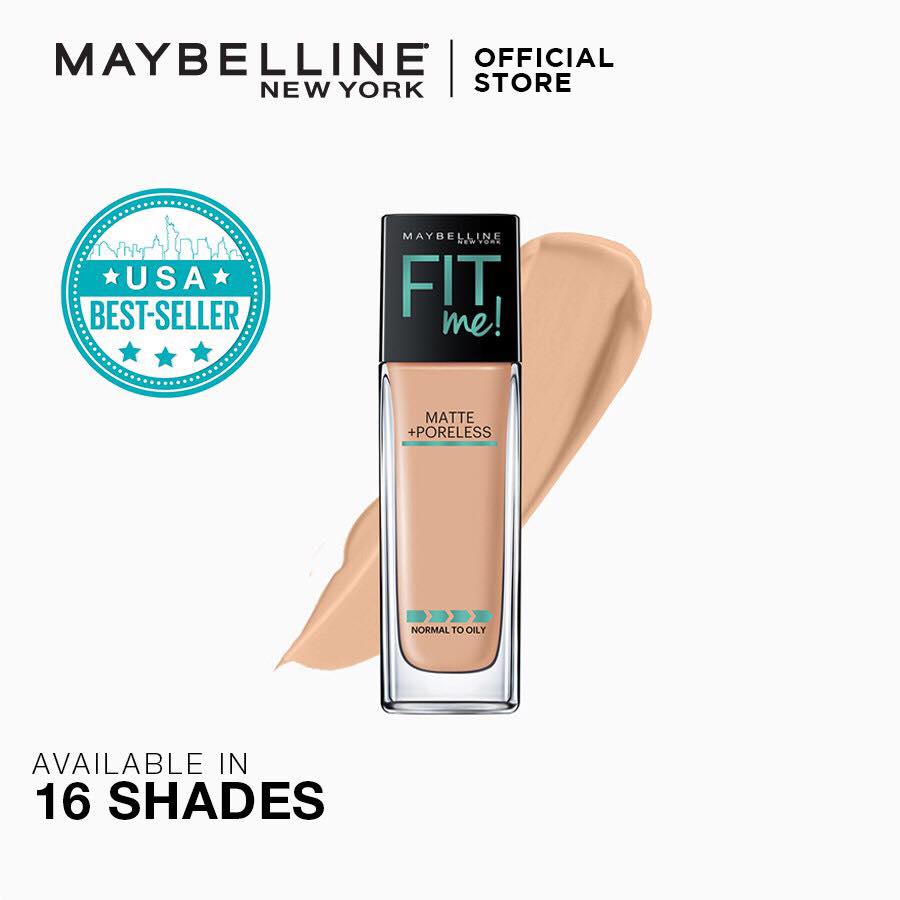 MAYBELLINE
NEW YORK
OFFICIAL
STORE
USA
BEST-SELLER
MAYBELLINE
NEW YORK
FIT
me!
MATTE
+PORELESS
NORMAL TO OILY
AVAILABLE IN
16 SHADES